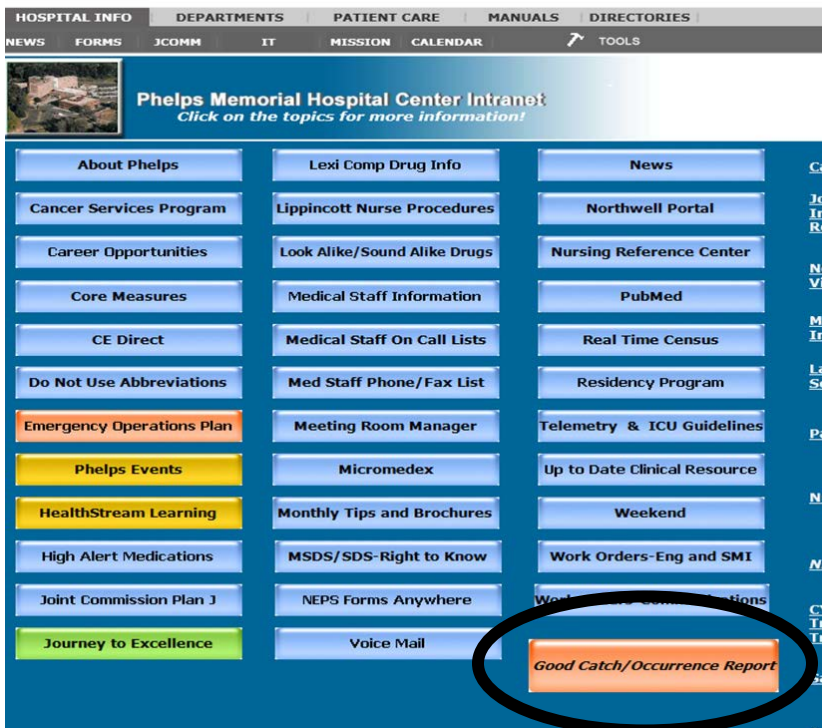 HOSPITAL INFO DEPARTMENTS PATIENT CARE MANUALS DIRECTORIES
NEWS FORMS JCOMM IT MISSION CALENDAR TOOLS
Phelps Memorial Hospital Center Intranet
Click on the topics for more information!
About Phelps Lexi Comp Drug Info News
Cancer Services Program Lippincott Nurse Procedures Northwell Portal
Career Opportunities Look Alike/Sound Alike Drugs Nursing Reference Center
Core Measures Medical Staff Information PubMed
CE Direct Medical Staff On Call Lists Real Time Census
Do Not Use Abbreviations Med Staff Phone/Fax List Residency Program
Emergency Operations Plan Meeting Room Manager Telemetry & ICU Guidelines
Phelps Events Micromedex Up to Date Clinical Resource
HealthStream Learning Monthly Tips and Brochures Weekend
High Alert Medications MSDS/SDS-Right to Know Work Orders-Eng and SMI
Joint Commission Plan J NEPS Forms Anywhere
Journey to Excellence Voice Mail
Good Catch/Occurrence Report